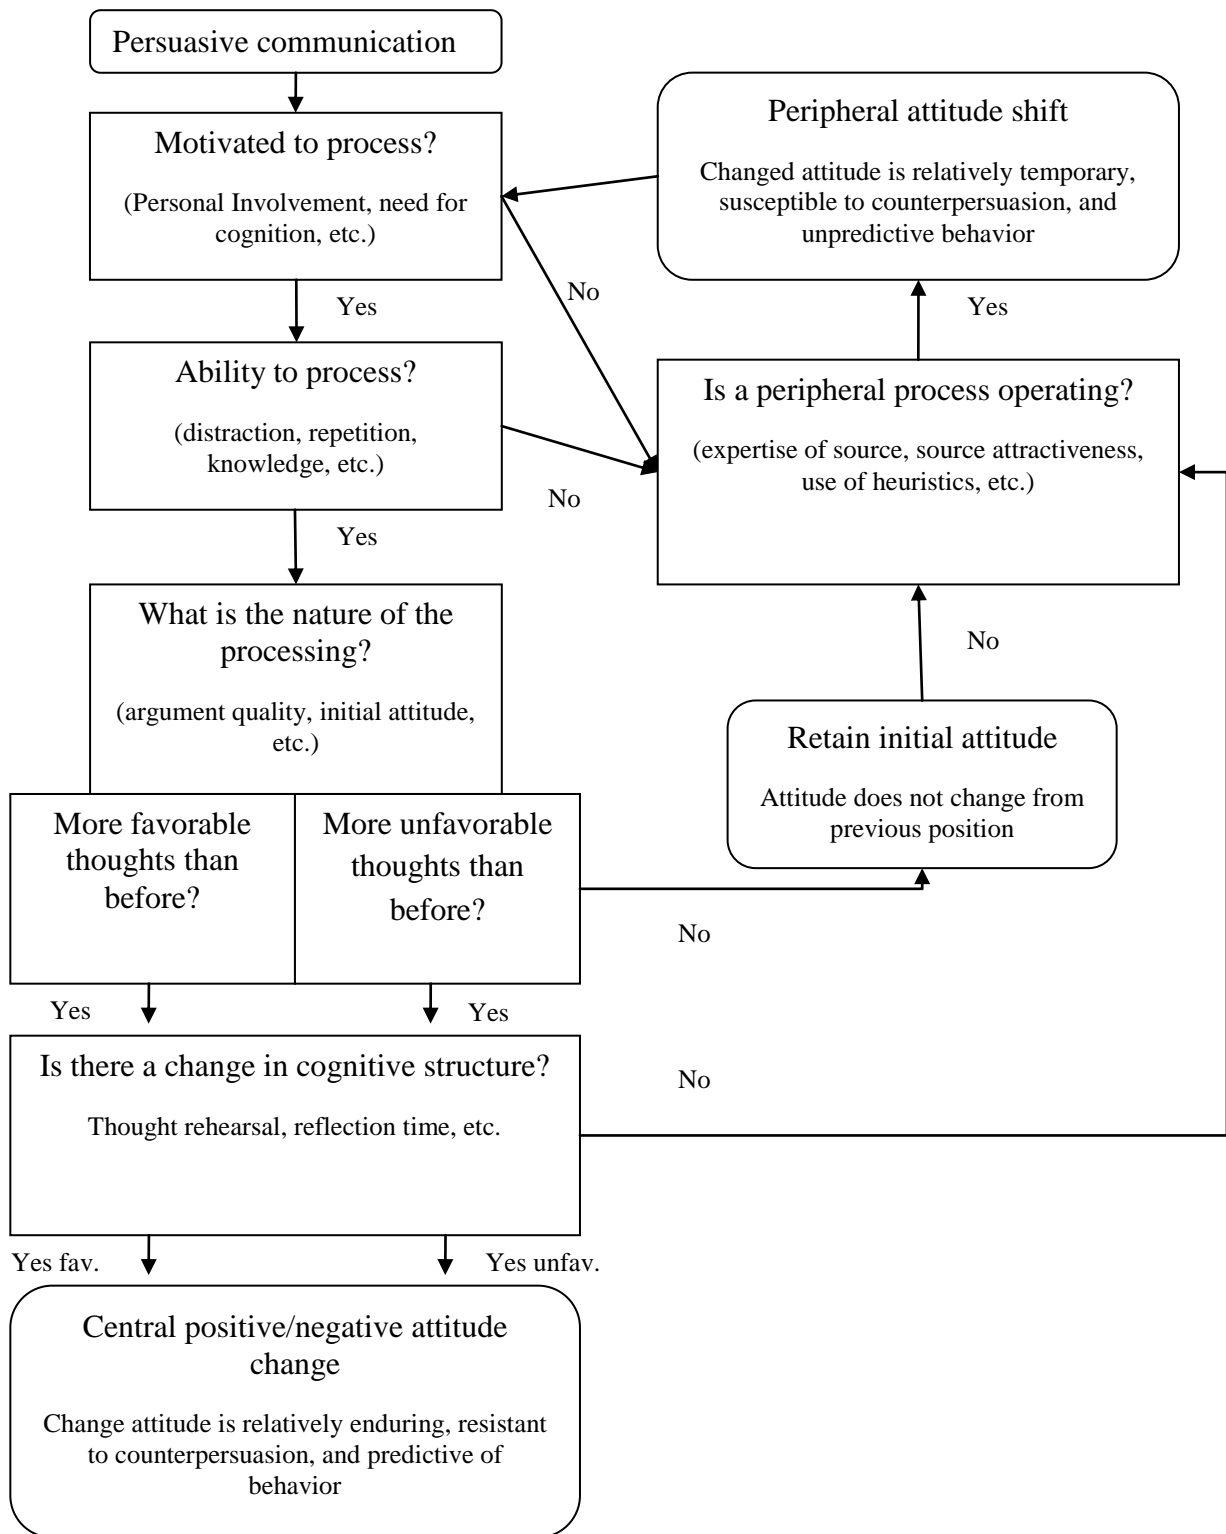 Persuasive communication
Motivated to process?
(Personal Involvement, need for
cognition, etc.)
Yes
No
Ability to process?
(distraction, repetition,
knowledge, etc.)
Yes
No
What is the nature of the
processing?
(argument quality, initial attitude,
etc.)
More favorable
thoughts than
before?
More unfavorable
thoughts than
before?
Yes
Yes
No
Is there a change in cognitive structure?
Thought rehearsal, reflection time, etc.
No
Yes fav.
Yes unfav.
Central positive/negative attitude
change
Change attitude is relatively enduring, resistant
to counterpersuasion, and predictive of
behavior
Peripheral attitude shift
Changed attitude is relatively temporary,
susceptible to counterpersuasion, and
unpredictive behavior
Yes
Is a peripheral process operating?
(expertise of source, source attractiveness,
use of heuristics, etc.)
No
Retain initial attitude
Attitude does not change from
previous position